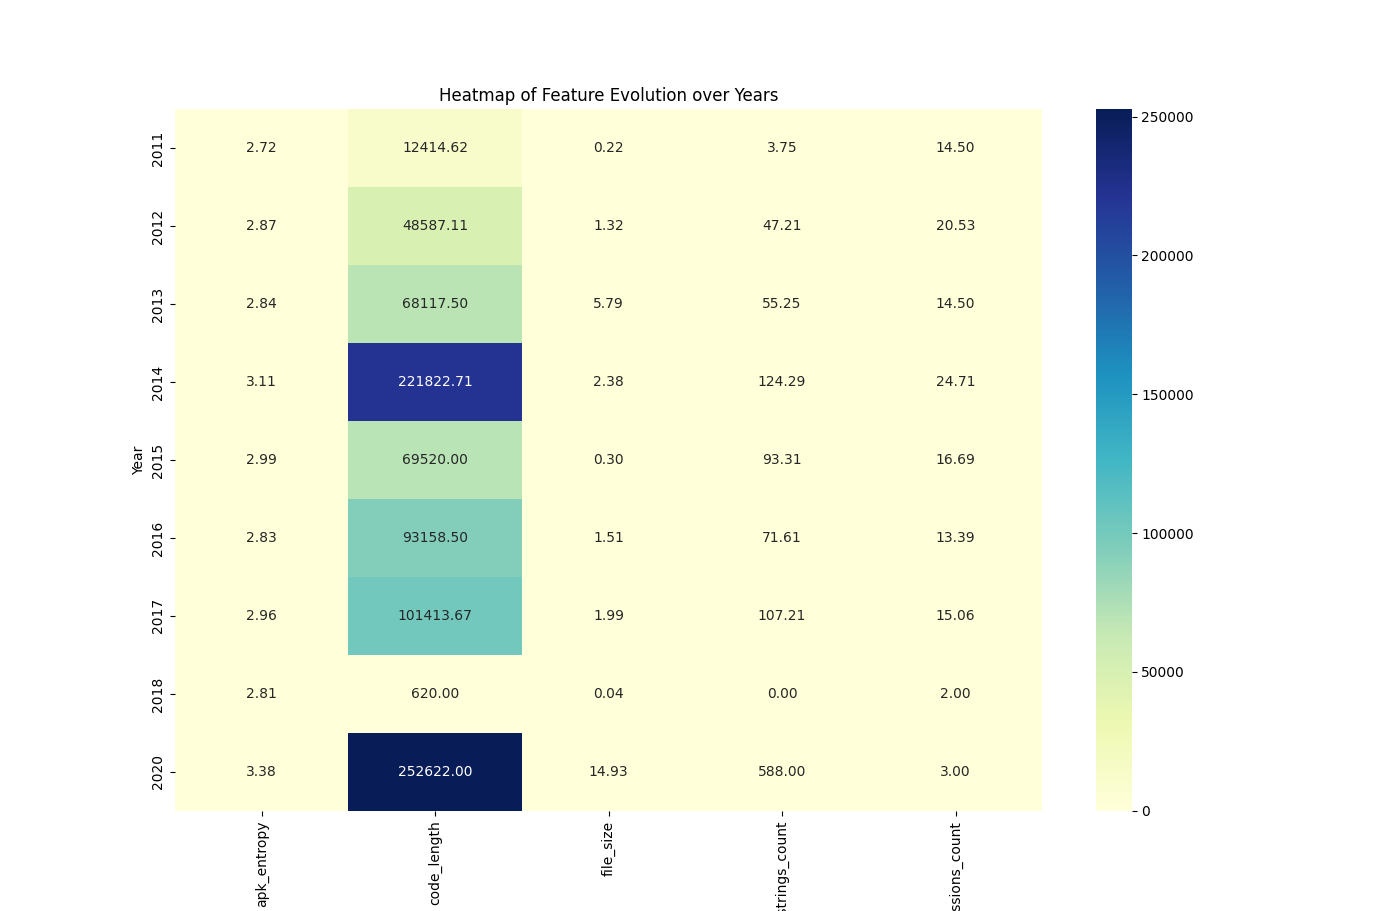 Heatmap of Feature Evolution over Years
Year
2011 2.72 12414.62 0.22 3.75 14.50
2012 2.87 48587.11 1.32 47.21 20.53
2013 2.84 68117.50 5.79 55.25 14.50
2014 3.11 221822.71 2.38 124.29 24.71
2015 2.99 69520.00 0.30 93.31 16.69
2016 2.83 93158.50 1.51 71.61 13.39
2017 2.96 101413.67 1.99 107.21 15.06
2018 2.81 620.00 0.04 0.00 2.00
2020 3.38 252622.00 14.93 588.00 3.00
apk_entropy
code_length
file_size
strings_count
ssions_count
250000
200000
150000
100000
50000
0